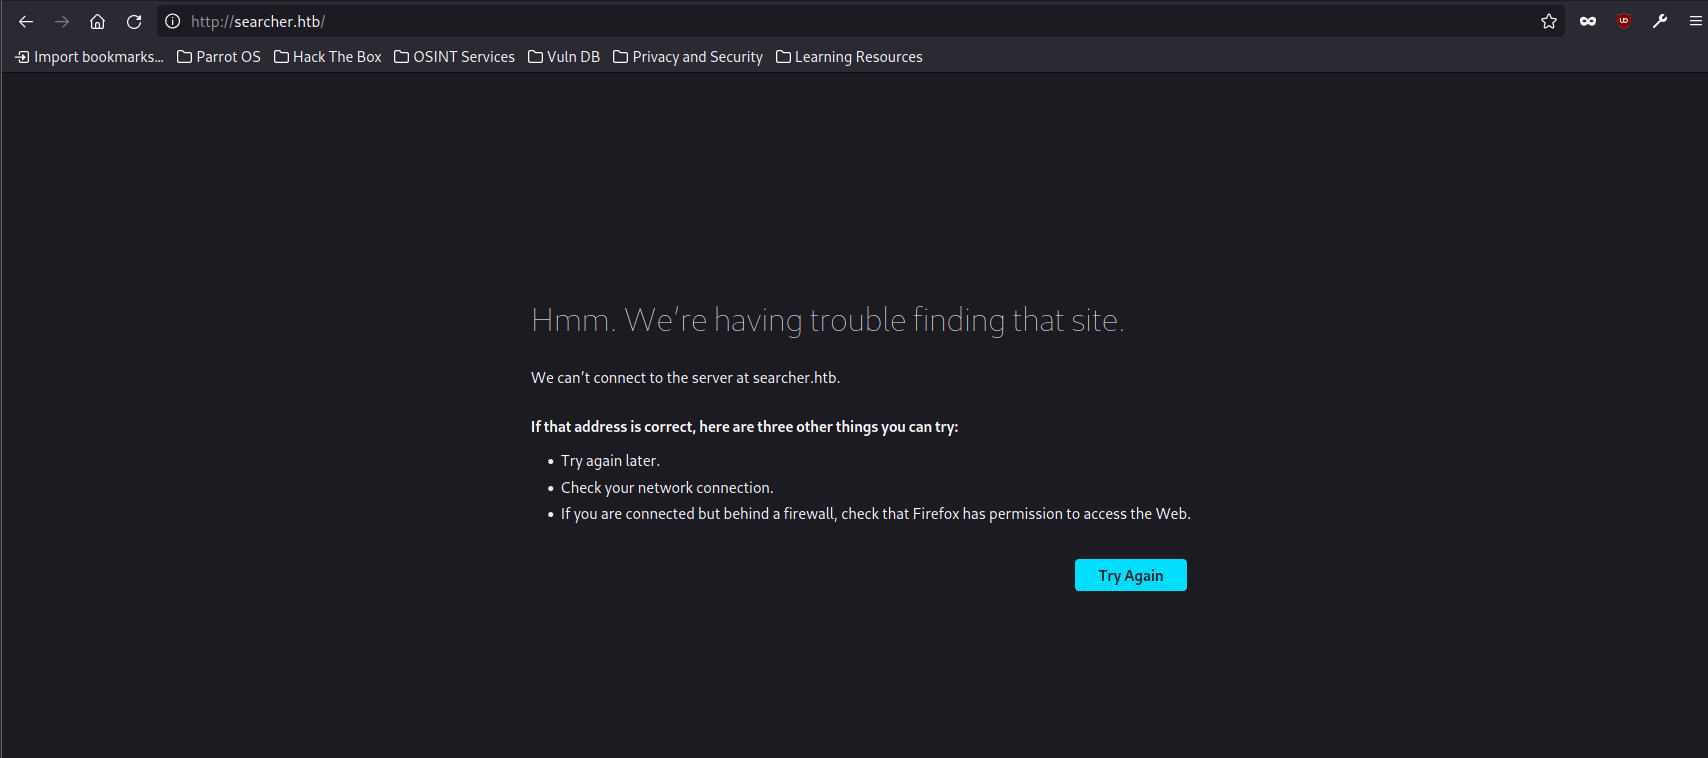 http://searcher.htb/
Import bookmarks... Parrot OS Hack The Box OSINT Services Vuln DB Privacy and Security Learning Resources
Hmm. We're having trouble finding that site.
We can't connect to the server at searcher.htb.
If that address is correct, here are three other things you can try:
• Try again later.
• Check your network connection.
• If you are connected but behind a firewall, check that Firefox has permission to access the Web.
Try Again